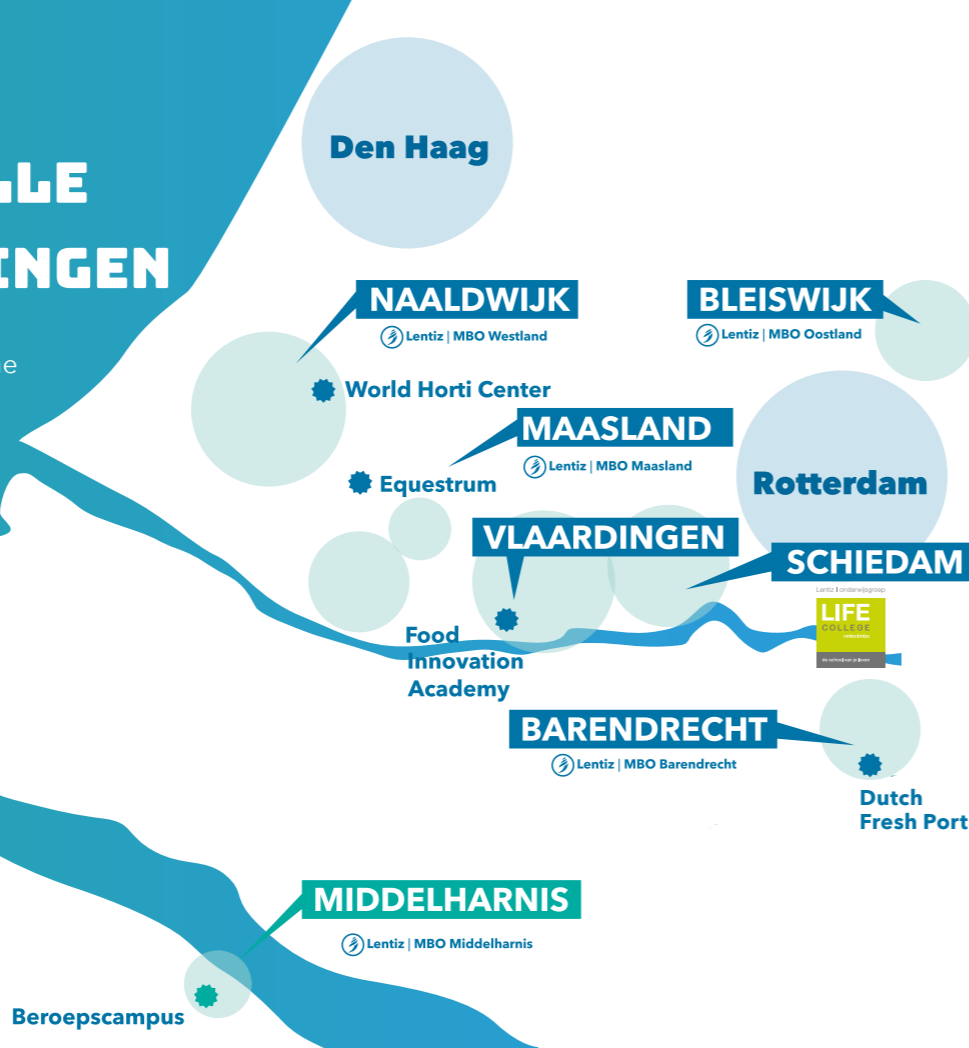 Den Haag
LLE
INGEN
NAALDWIJK
Lentiz | MBO Westland
BLEISWIJK
Lentiz | MBO Oostland
World Horti Center
MAASLAND
Lentiz | MBO Maasland
Equestrum
Rotterdam
VLAARDINGEN
SCHIEDAM
Lentiz | onderwijsgroep
LIFE
COLLEGE
Food
Innovation
Academy
BARENDRECHT
Lentiz | MBO Barendrecht
Dutch
Fresh Port
MIDDELHARNIS
Lentiz | MBO Middelharnis
Beroepscampus